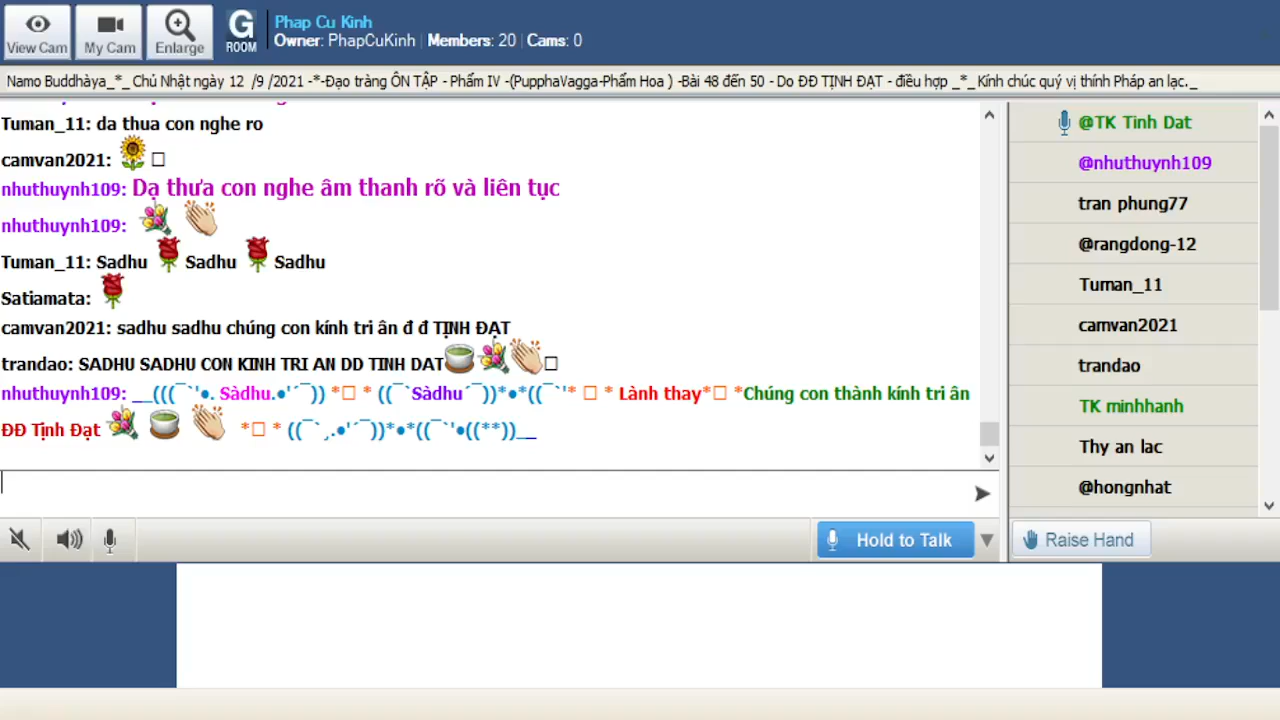 View Cam
My Cam
Enlarge
G
ROOM
Phap Cu Kinh
Owner: PhapCuKinh | Members: 20 | Cams: 0
Namo Buddhàya_*_ Chủ Nhật ngày 12 /9 /2021 -*-Đạo tràng ÔN TẬP - Phẩm IV -(PupphaVagga-Phẩm Hoa ) -Bài 48 đến 50 - Do ĐĐ TỊNH ĐẠT - điều hợp _*_ Kính chúc quý vị thính Pháp an lạc._
Tuman_11: da thua con nghe ro
camvan2021:
nhuthuynh109: Dạ thưa con nghe âm thanh rõ và liên tục
nhuthuynh109:
Tuman_11: Sadhu Sadhu Sadhu
Satiamata:
camvan2021: sadhu sadhu chúng con kính tri ân đ đ TỊNH ĐẠT
trandao: SADHU SADHU CON KINH TRI AN DD TINH DAT
nhuthuynh109: __(((¯`'•. Sàdhu.•'´¯)) *□ * ((¯`Sàdhu´¯))*•*((¯`'* □ * Lành thay*□ *Chúng con thành kính tri ân
ĐĐ Tịnh Đạt *□ * ((¯`¸.•'´¯))*•*((¯`'•((**))__
@TK Tinh Dat
@nhuthuynh109
tran phung77
@rangdong-12
Tuman_11
camvan2021
trandao
TK minhhanh
Thy an lac
@hongnhat
Hold to Talk
Raise Hand